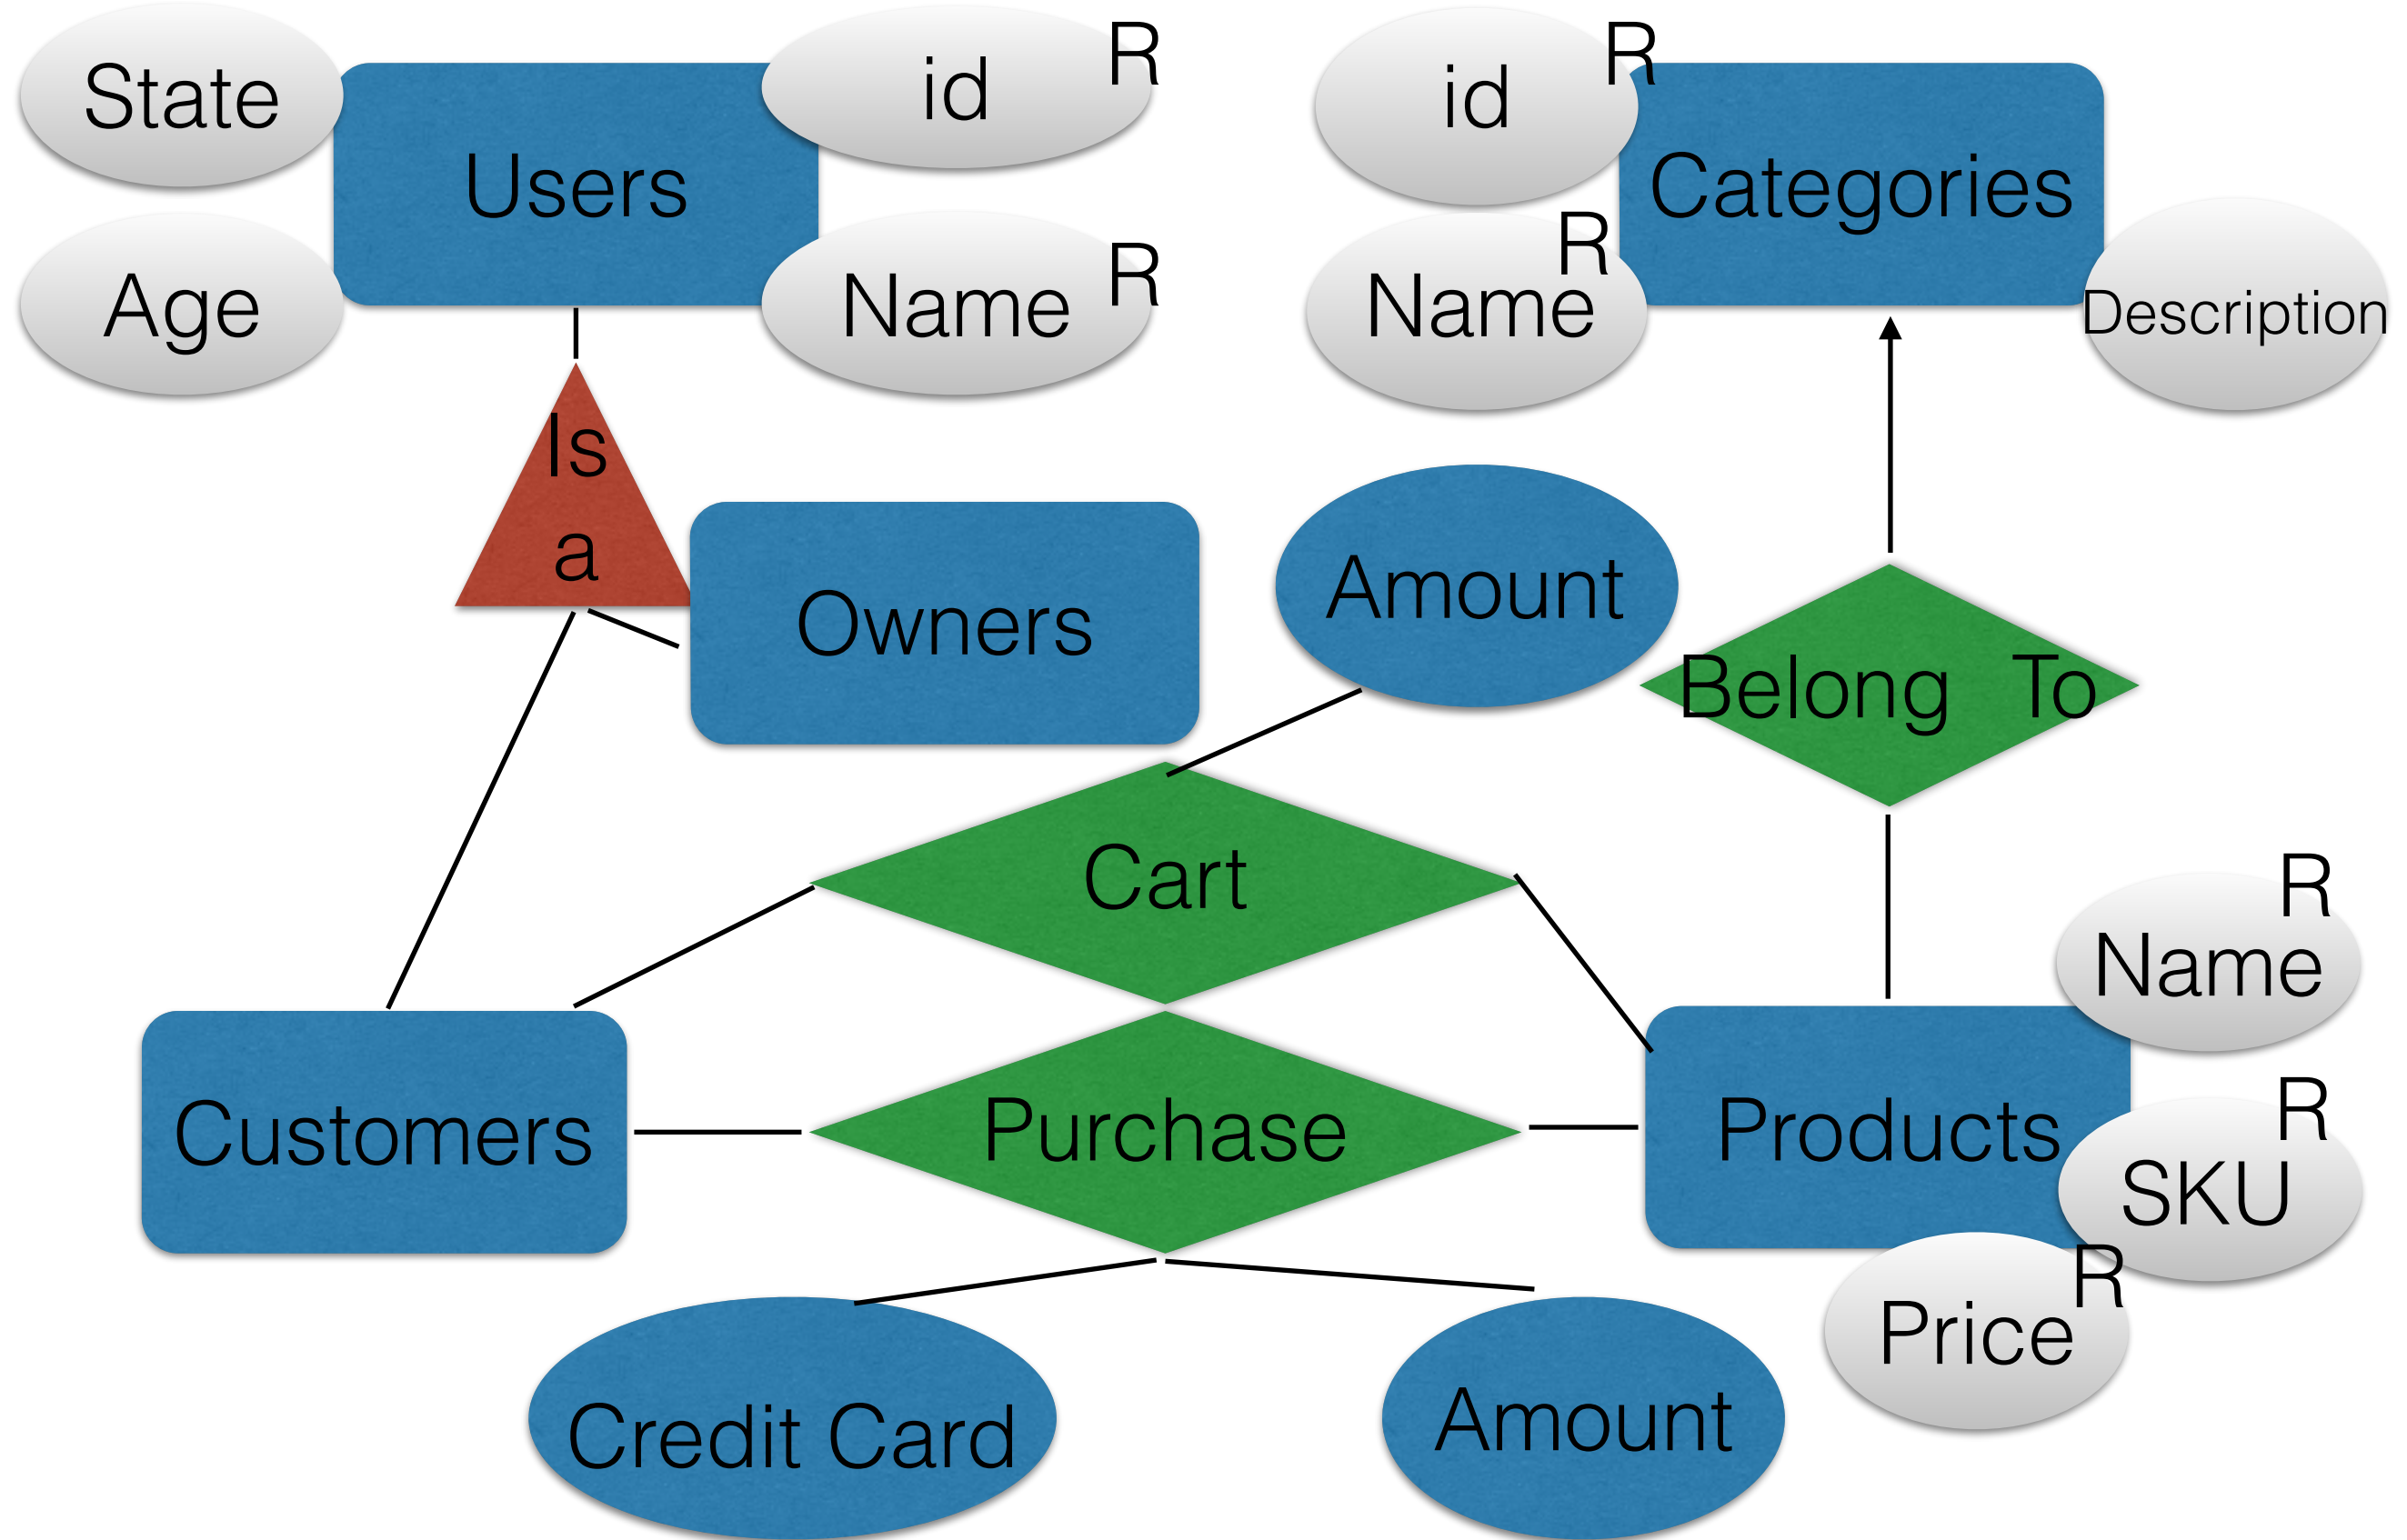 State
Users
id
R
id
R
Categories
Age
Name
R
Name
R
Description
Is
a
Owners
Amount
Belong To
Cart
Name
R
Customers
Purchase
Products
SKU
R
Price
R
Credit Card
Amount